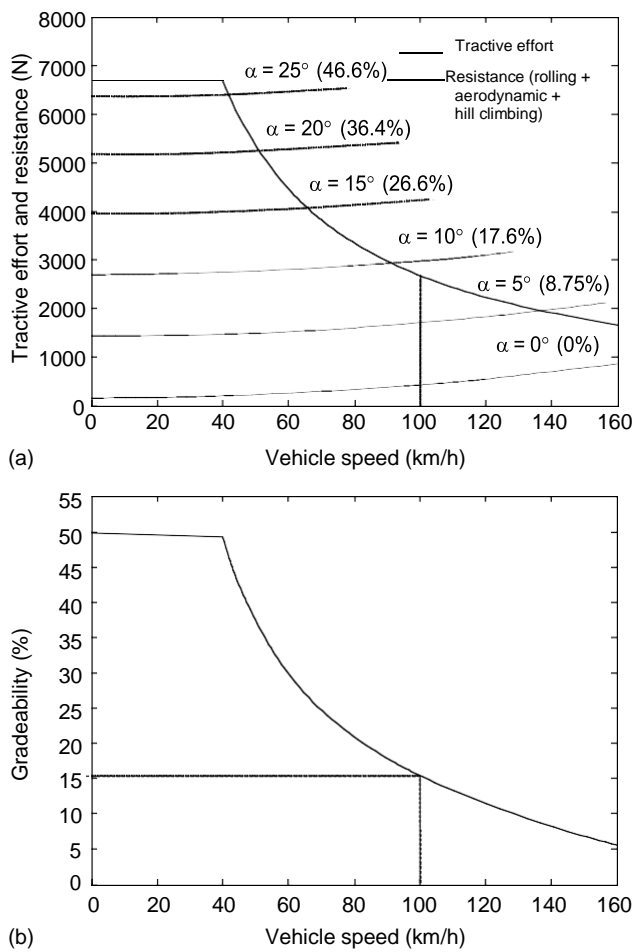 8000
7000
6000
5000
4000
3000
2000
1000
0
Tractive effort and resistance (N)
Tractive effort
Resistance (rolling +
aerodynamic +
hill climbing)
α = 25° (46.6%)
α = 20° (36.4%)
α = 15° (26.6%)
α = 10° (17.6%)
α = 5° (8.75%)
α = 0° (0%)
0 20 40 60 80 100 120 140 160
(a) Vehicle speed (km/h)
55
50
45
40
35
30
25
20
15
10
5
0
Gradeability (%)
0 20 40 60 80 100 120 140 160
(b) Vehicle speed (km/h)